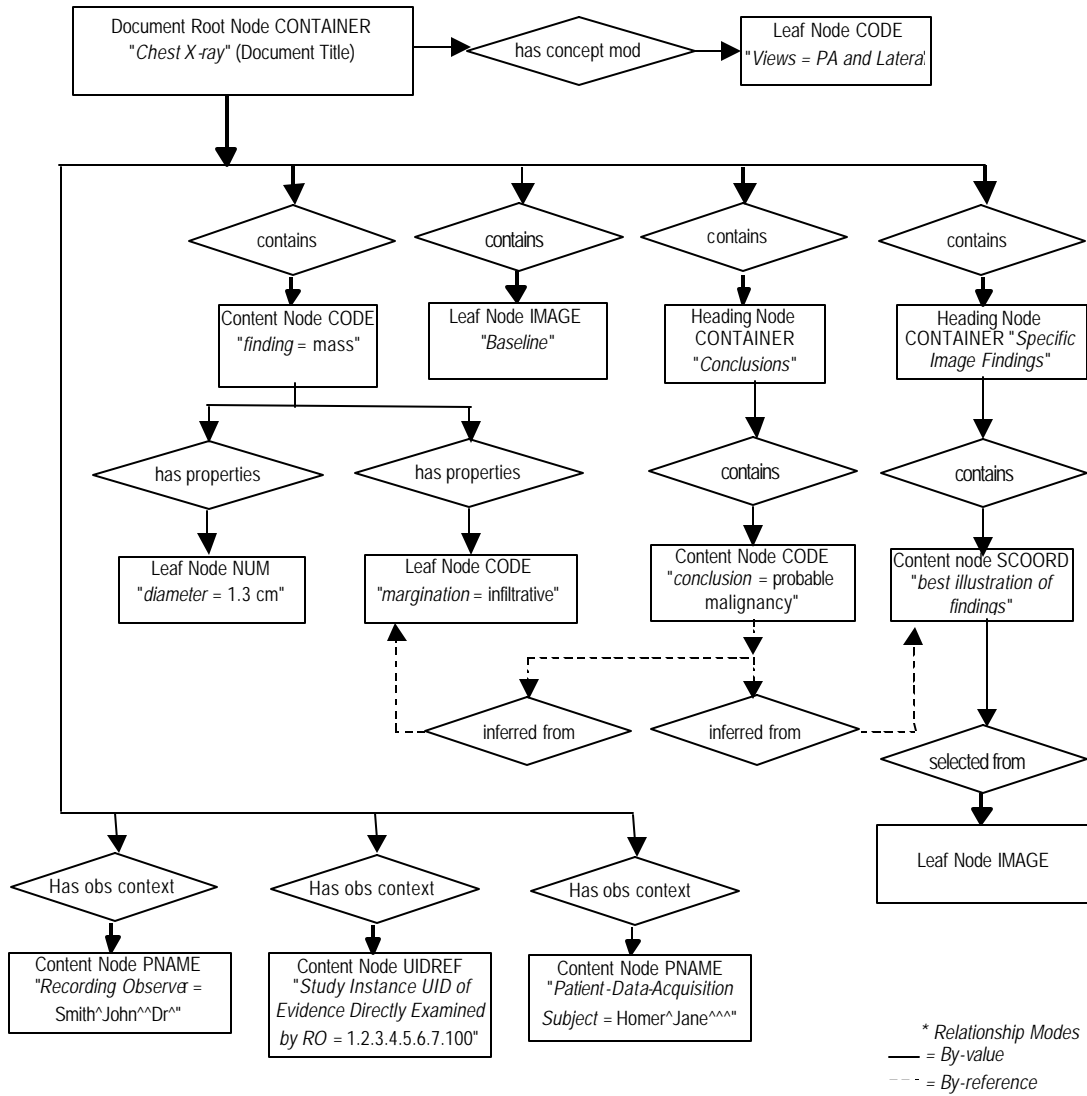 Document Root Node CONTAINER
"Chest X-ray" (Document Title)
has concept mod
Leaf Node CODE
"Views = PA and Lateral
contains
contains
contains
contains
Content Node CODE
"finding = mass"
Leaf Node IMAGE
"Baseline"
Heading Node
CONTAINER
"Conclusions"
Heading Node
CONTAINER "Specific
Image Findings"
has properties
has properties
contains
contains
Leaf Node NUM
"diameter = 1.3 cm"
Leaf Node CODE
"margination = infiltrative"
Content Node CODE
"conclusion = probable
malignancy"
Content node SCOORD
"best illustration of
findings"
inferred from
inferred from
selected from
Leaf Node IMAGE
Has obs context
Has obs context
Has obs context
Content Node PNAME
"Recording Observer =
Smith^John^^Dr^"
Content Node UIDREF
"Study Instance UID of
Evidence Directly Examined
by RO = 1.2.3.4.5.6.7.100"
Content Node PNAME
"Patient-Data-Acquisition
Subject = Homer^Jane^^^"
* Relationship Modes
= By-value
= By-reference